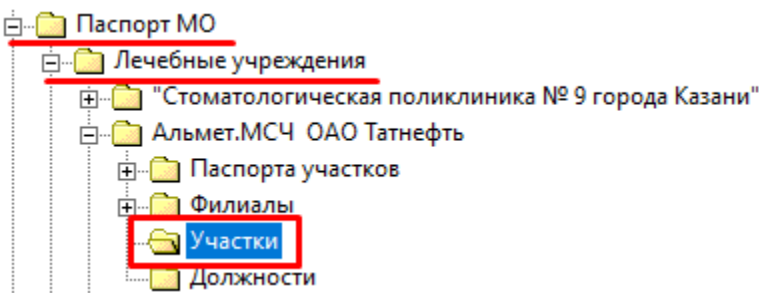 Паспорт МО
Лечебные учреждения
"Стоматологическая поликлиника № 9 города Казани"
Альмет.МСЧ ОАО Татнефть
Паспорта участков
Филиалы
Участки
Должности